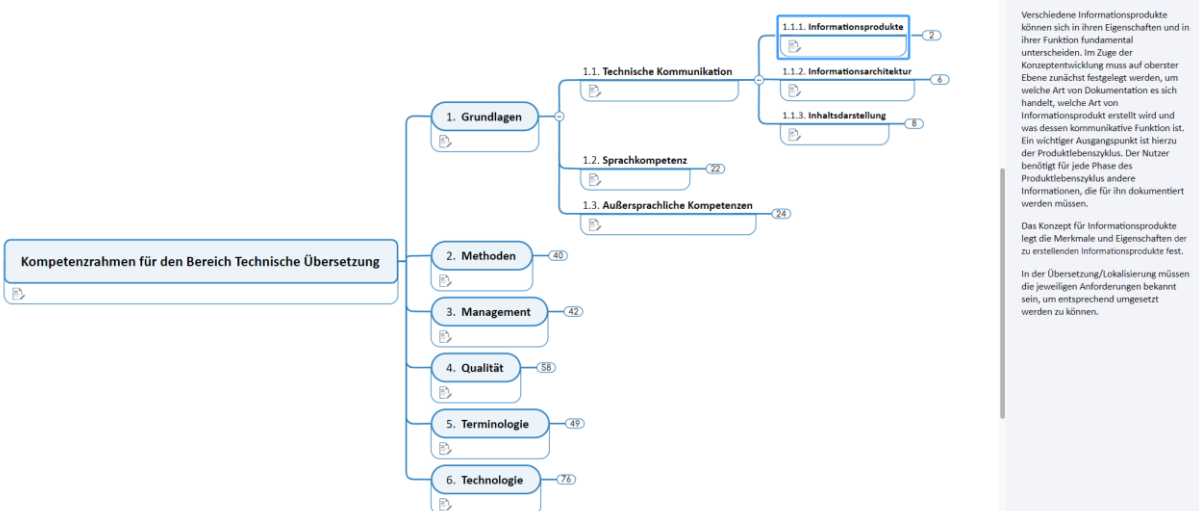 Kompetenzrahmen für den Bereich Technische Übersetzung
1. Grundlagen
1.1. Technische Kommunikation
1.1.1. Informationsprodukte
2
1.1.2. Informationsarchitektur
6
1.1.3. Inhaltsdarstellung
8
1.2. Sprachkompetenz
22
1.3. Außersprachliche Kompetenzen
24
2. Methoden
40
3. Management
42
4. Qualität
58
5. Terminologie
49
6. Technologie
76
Verschiedene Informationsprodukte
können sich in ihren Eigenschaften und in
ihrer Funktion fundamental
unterscheiden. Im Zuge der
Konzeptentwicklung muss auf oberster
Ebene zunächst festgelegt werden, um
welche Art von Dokumentation es sich
handelt, welche Art von
Informationsprodukt erstellt wird und
was dessen kommunikative Funktion ist.
Ein wichtiger Ausgangspunkt ist hierzu
der Produktlebenszyklus. Der Nutzer
benötigt für jede Phase des
Produktlebenszyklus andere
Informationen, die für ihn dokumentiert
werden müssen.
Das Konzept für Informationsprodukte
legt die Merkmale und Eigenschaften der
zu erstellenden Informationsprodukte fest.
In der Übersetzung/Lokalisierung müssen
die jeweiligen Anforderungen bekannt
sein, um entsprechend umgesetzt
werden zu können.